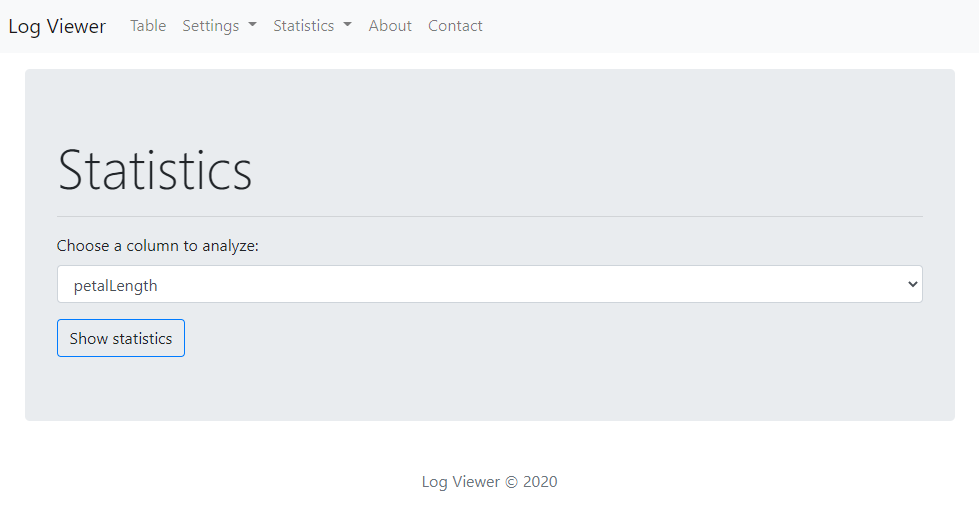 Log Viewer Table Settings Statistics About Contact
Statistics
Choose a column to analyze:
petalLength
Show statistics
Log Viewer © 2020